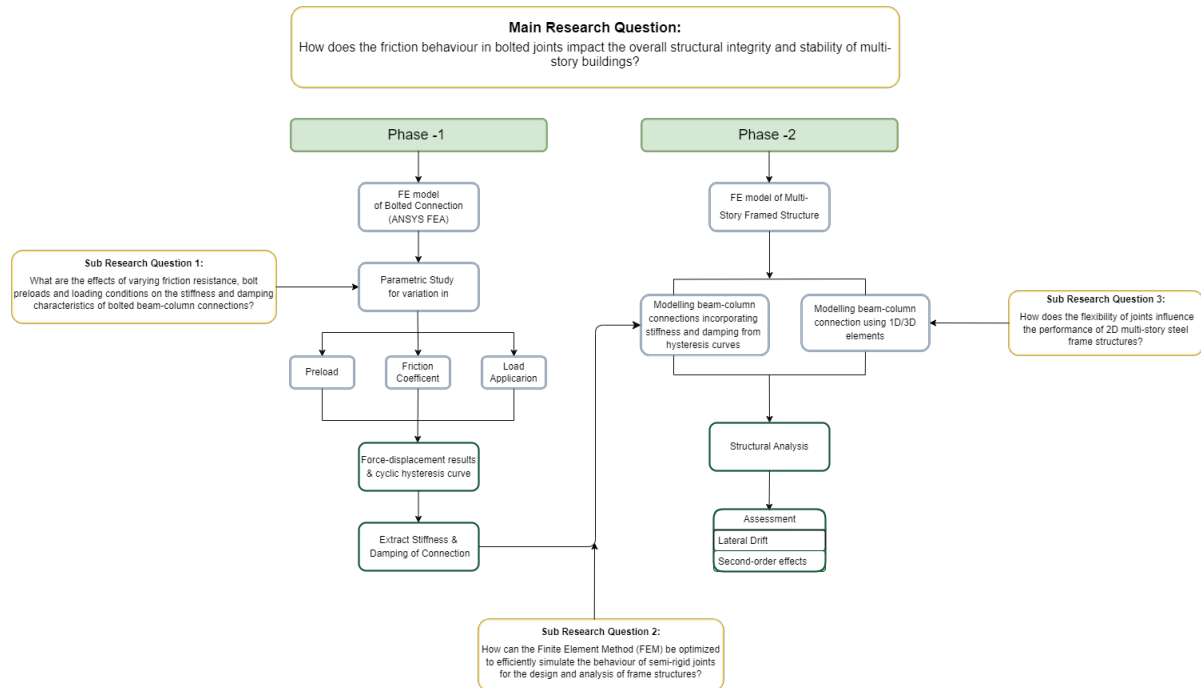 Main Research Question:
How does the friction behaviour in bolted joints impact the overall structural integrity and stability of multi-
story buildings?
Phase -1
Phase -2
FE model
of Bolted Connection
(ANSYS FEA)
FE model of Multi-
Story Framed Structure
Sub Research Question 1:
What are the effects of varying friction resistance, bolt
preloads and loading conditions on the stiffness and damping
characteristics of bolted beam-column connections?
Parametric Study
for variation in
Modelling beam-column
connections incorporating
stiffness and damping from
hysteresis curves
Modelling beam-column
connection using 1D/3D
elements
Sub Research Question 3:
How does the flexibility of joints influence
the performance of 2D multi-story steel
frame structures?
Preload
Friction
Coefficent
Load
Applicarion
Force-displacement results
& cyclic hysteresis curve
Structural Analysis
Extract Stiffness &
Damping of Connection
Assessment
Lateral Drift
Second-order effects
Sub Research Question 2:
How can the Finite Element Method (FEM) be optimized
to efficiently simulate the behaviour of semi-rigid joints
for the design and analysis of frame structures?